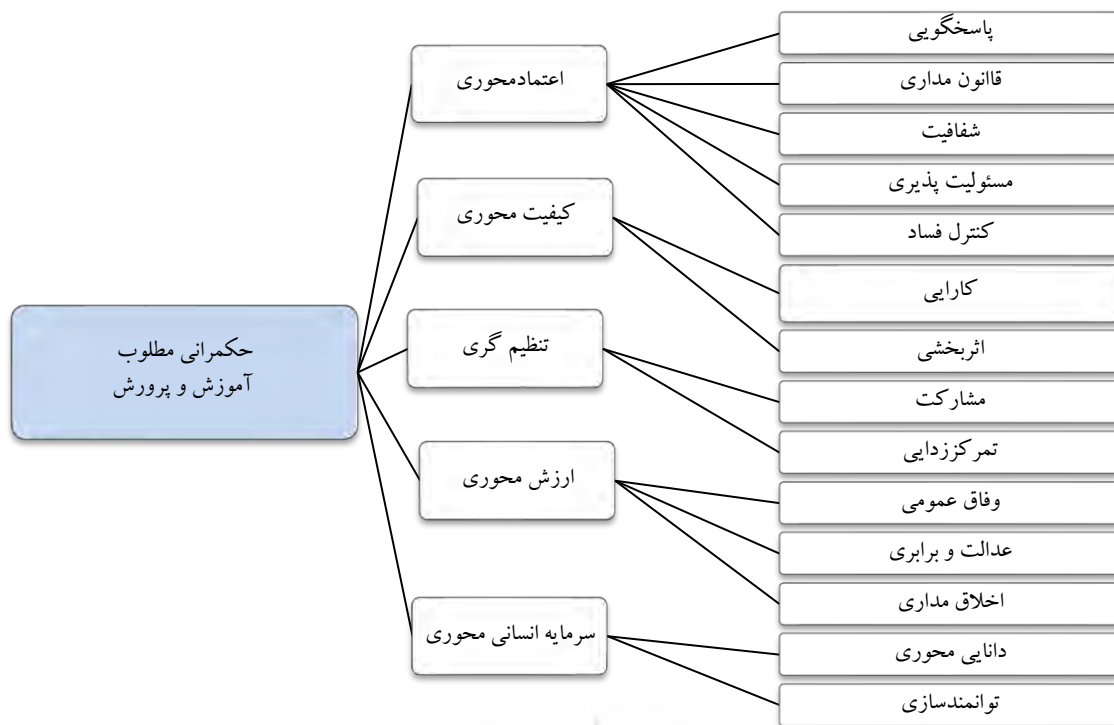 حکمرانی مطلوب
آموزش و پرورش
اعتمادمحوری
کیفیت محوری
تنظیم گری
ارزش محوری
سرمایه انسانی محوری
پاسخگویی
قاانون مداری
شفافیت
مسئولیت پذیری
کنترل فساد
کارایی
اثربخشی
مشارکت
تمرکززدایی
وفاق عمومی
عدالت و برابری
اخلاق مداری
دانایی محوری
توانمندسازی